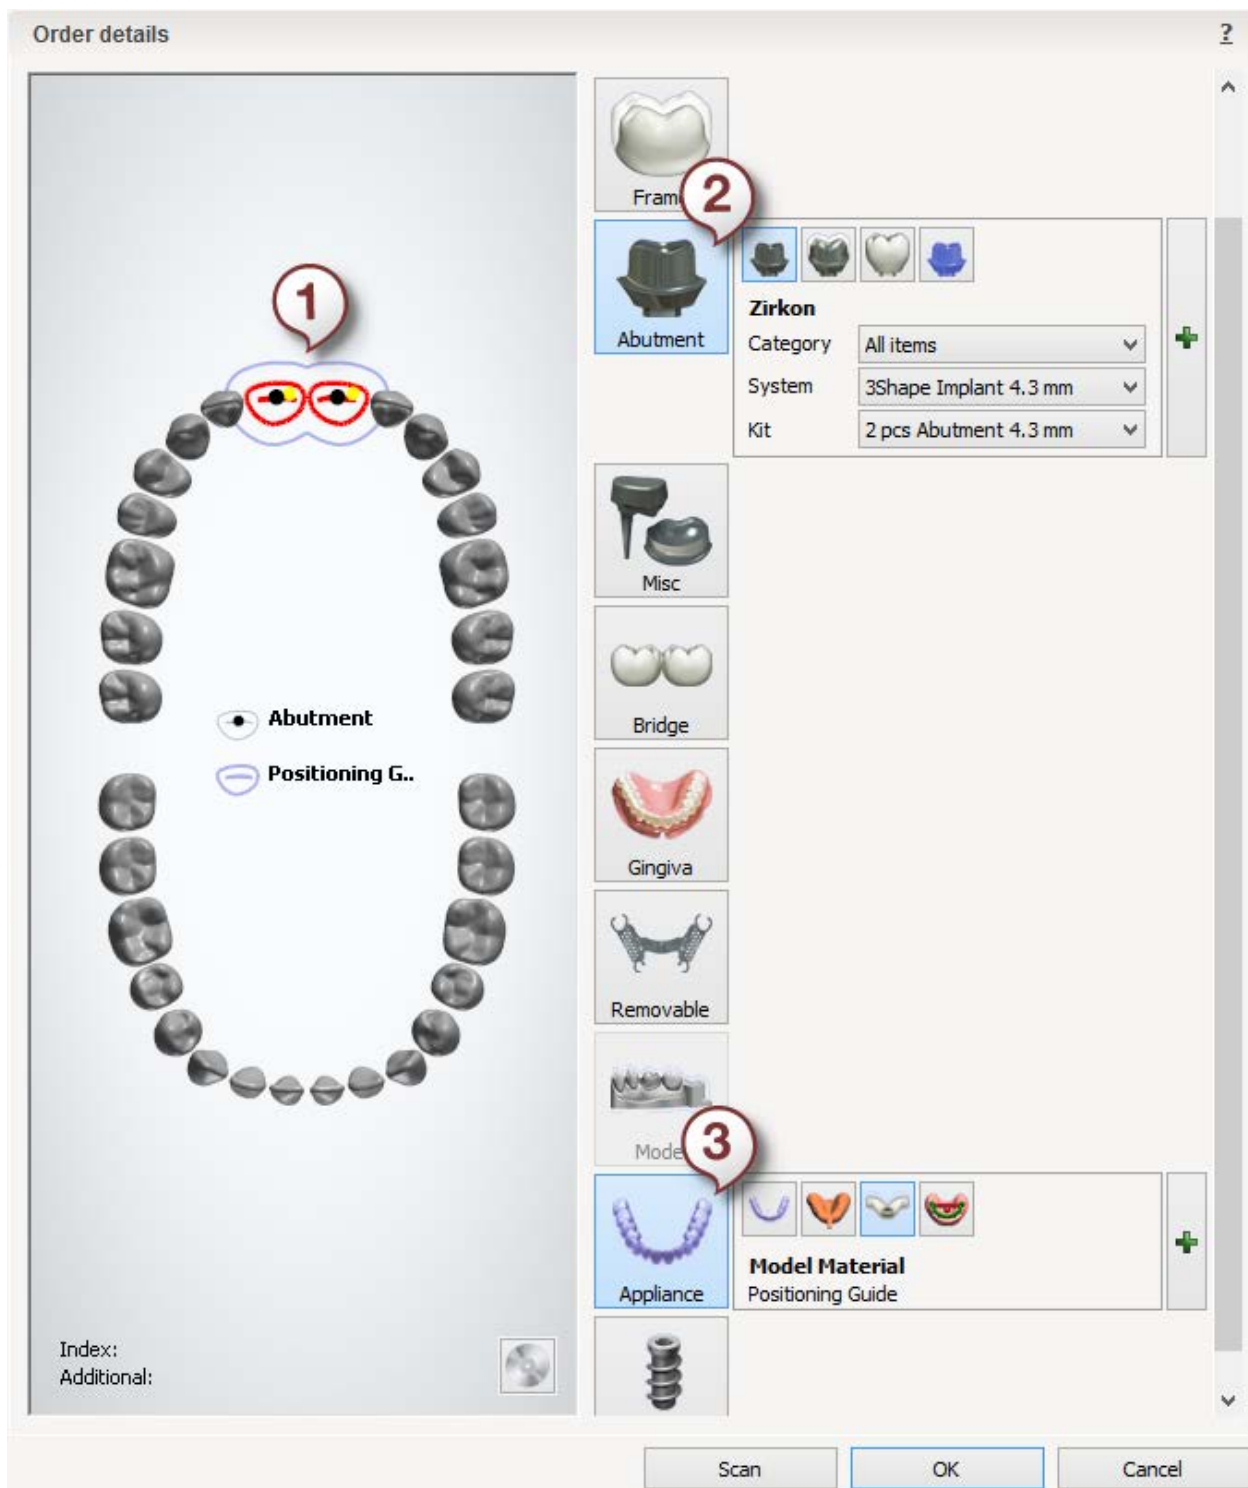 Order details ?
1
Abutment
Positioning G..
Index:
Additional:
2
Abutment
Zirkon
Category All items
System 3Shape Implant 4.3 mm
Kit 2 pcs Abutment 4.3 mm
Misc
Bridge
Gingiva
Removable
3
Appliance
Model Material
Positioning Guide
Scan OK Cancel